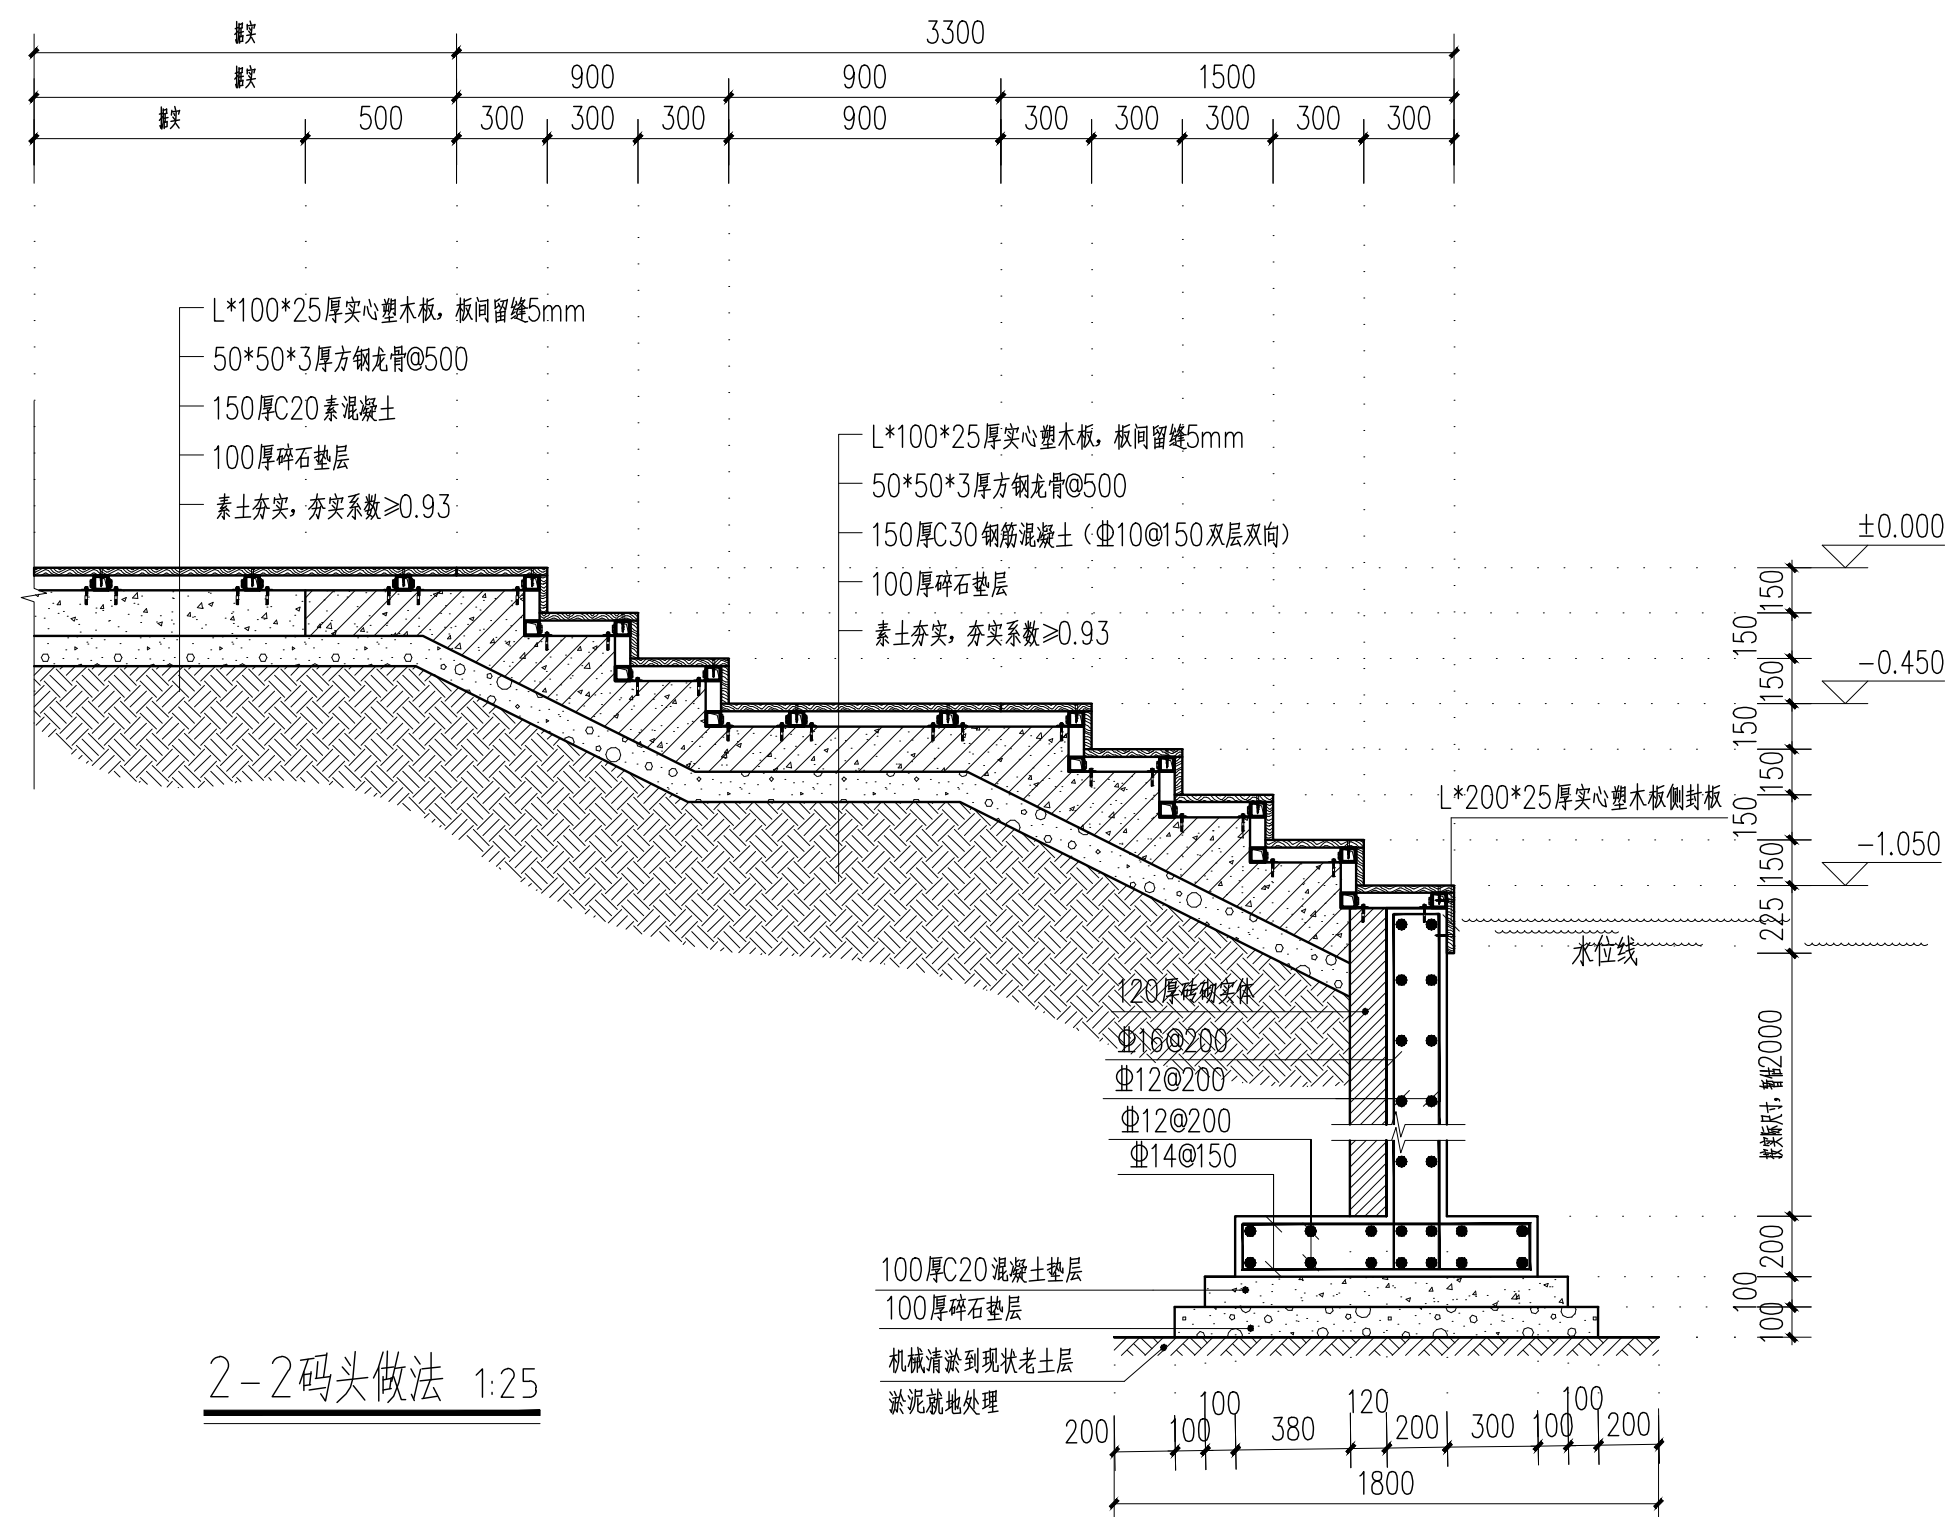 据实 3300
据实 900 900 1500
据实 500 300 300 300 900 300 300 300 300 300
L*100*25厚实心塑木板，板间留缝5mm
50*50*3厚方钢龙骨@500
150厚C20素混凝土
100厚碎石垫层
素土夯实，夯实系数≥0.93
L*100*25厚实心塑木板，板间留缝5mm
50*50*3厚方钢龙骨@500
150厚C30钢筋混凝土（Φ10@150双层双向）
100厚碎石垫层
素土夯实，夯实系数≥0.93
±0.000
150
150
-0.450
150
150
150
L*200*25厚实心塑木板侧封板
150
-1.050
150
225
水位线
120厚砖砌实体
Φ16@200
Φ12@200
Φ12@200
Φ14@150
按实际尺寸，暂估2000
200
100
100
100厚C20混凝土垫层
100厚碎石垫层
机械清淤到现状老土层
淤泥就地处理
2-2码头做法 1:25
200 100 100 380 120 200 300 100 100 200
1800